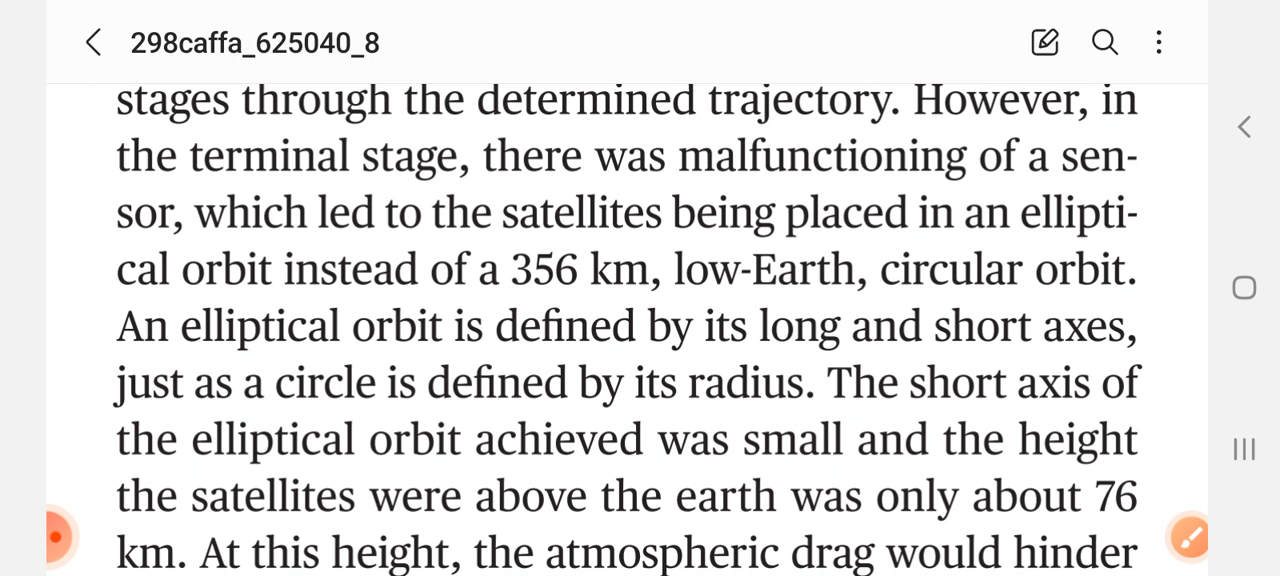 298caffa_625040_8
stages through the determined trajectory. However, in
the terminal stage, there was malfunctioning of a sen-
sor, which led to the satellites being placed in an ellipti-
cal orbit instead of a 356 km, low-Earth, circular orbit.
An elliptical orbit is defined by its long and short axes,
just as a circle is defined by its radius. The short axis of
the elliptical orbit achieved was small and the height
the satellites were above the earth was only about 76
km. At this height, the atmospheric drag would hinder